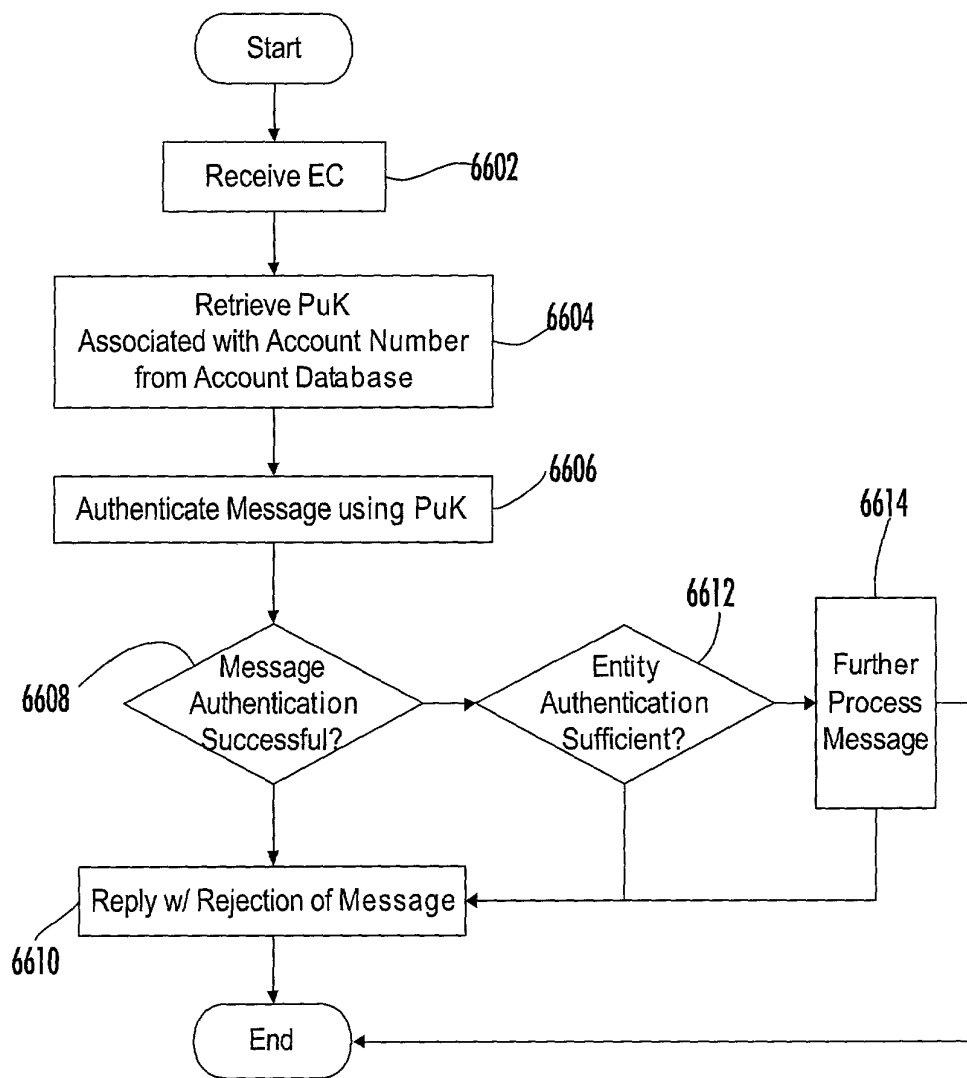 Start
Receive EC
6602
Retrieve PuK
Associated with Account Number
from Account Database
6604
Authenticate Message using PuK
6606
Message
Authentication
Successful?
6608
Entity
Authentication
Sufficient?
6612
Further
Process
Message
6614
Reply w/ Rejection of Message
6610
End